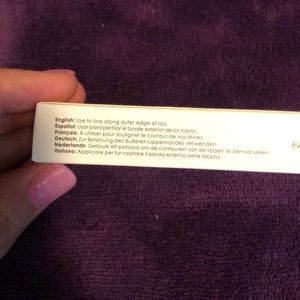 English: Use to line along outer edge of lips.
Español: Usar para perfilar el borde exterior de los labios.
Français: À utiliser pour souligner le contour de vos lèvres.
Deutsch: Zur Betonung des äußeren Lippenrandes verwenden.
Nederlands: Gebruik dit potlood om de contouren van de lippen te benadrukken.
Italiano: Applicare per far risaltare il bordo esterno delle labbra.